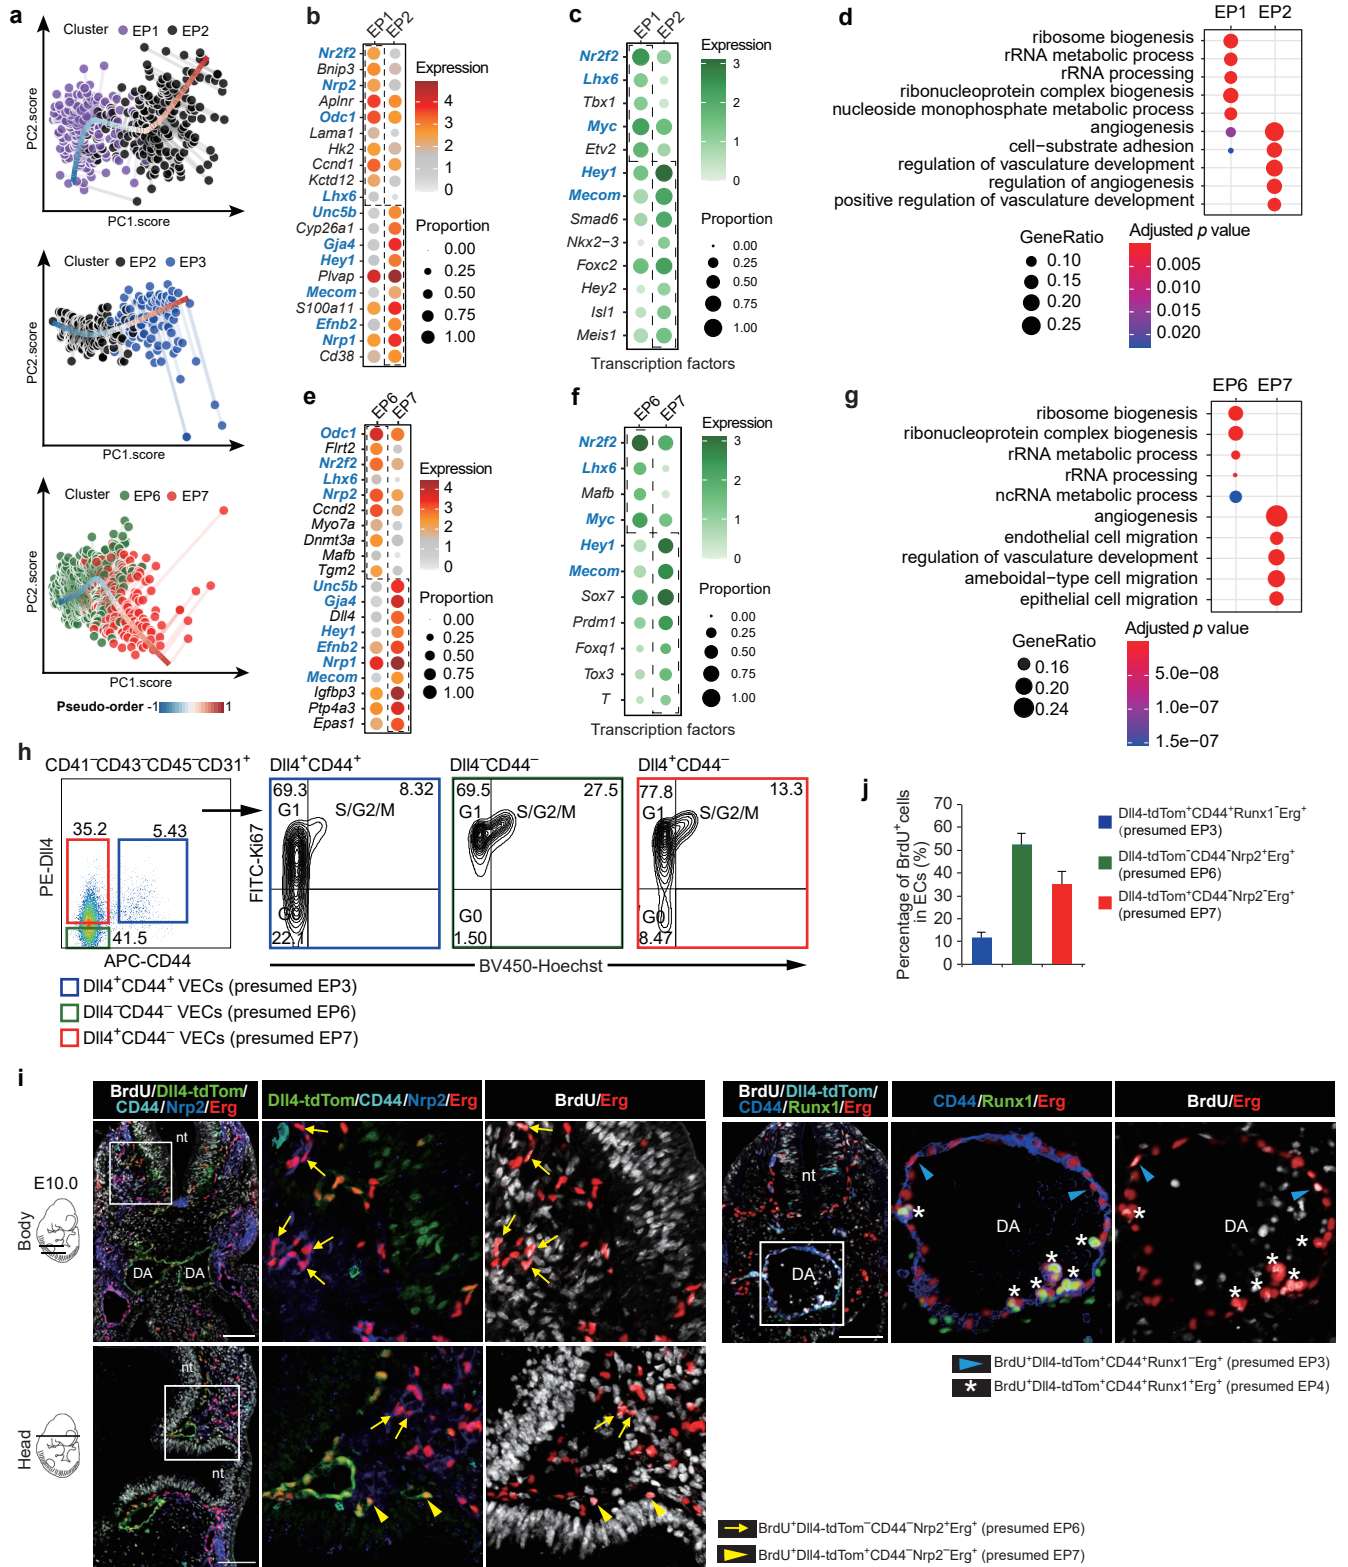 a
Cluster EP1 EP2
PC2.score
PC1.score
Cluster EP2 EP3
PC2.score
PC1.score
Cluster EP6 EP7
PC2.score
PC1.score
Pseudo-order -1 1
b
EP1 EP2
Nr2f2
Bnip3
Nrp2
Aplnr
Odc1
Lama1
Hk2
Ccnd1
Kctd12
Lhx6
Unc5b
Cyp26a1
Gja4
Hey1
Plvap
Mecom
S100a11
Efnb2
Nrp1
Cd38
Expression
4
3
2
1
0
Proportion
0.00
0.25
0.50
0.75
1.00
c
EP1 EP2
Nr2f2
Lhx6
Tbx1
Myc
Etv2
Hey1
Mecom
Smad6
Nkx2−3
Foxc2
Hey2
Isl1
Meis1
Transcription factors
Expression
3
2
1
0
Proportion
0.00
0.25
0.50
0.75
1.00
d
EP1 EP2
ribosome biogenesis
rRNA metabolic process
rRNA processing
ribonucleoprotein complex biogenesis
nucleoside monophosphate metabolic process
angiogenesis
cell−substrate adhesion
regulation of vasculature development
regulation of angiogenesis
positive regulation of vasculature development
GeneRatio
0.10
0.15
0.20
0.25
Adjusted p value
0.005
0.010
0.015
0.020
e
EP6 EP7
Odc1
Flrt2
Nr2f2
Lhx6
Nrp2
Ccnd2
Myo7a
Dnmt3a
Mafb
Tgm2
Unc5b
Gja4
Dll4
Hey1
Efnb2
Nrp1
Mecom
Igfbp3
Ptp4a3
Epas1
Expression
4
3
2
1
0
Proportion
0.00
0.25
0.50
0.75
1.00
f
EP6 EP7
Nr2f2
Lhx6
Mafb
Myc
Hey1
Mecom
Sox7
Prdm1
Foxq1
Tox3
T
Transcription factors
Expression
3
2
1
0
Proportion
0.00
0.25
0.50
0.75
1.00
g
EP6 EP7
ribosome biogenesis
ribonucleoprotein complex biogenesis
rRNA metabolic process
rRNA processing
ncRNA metabolic process
angiogenesis
endothelial cell migration
regulation of vasculature development
ameboidal−type cell migration
epithelial cell migration
GeneRatio
0.16
0.20
0.24
Adjusted p value
5.0e−08
1.0e−07
1.5e−07
h
CD41⁻CD43⁻CD45⁻CD31⁺
35.2 5.43
41.5
PE-Dll4
APC-CD44
Dll4⁺CD44⁺
69.3 8.32
G1 S/G2/M
G0
22.1
FITC-Ki67
Dll4⁻CD44⁻
69.5 27.5
G1 S/G2/M
G0
1.50
Dll4⁺CD44⁻
77.8 13.3
G1 S/G2/M
G0
8.47
BV450-Hoechst
Dll4⁺CD44⁺ VECs (presumed EP3)
Dll4⁻CD44⁻ VECs (presumed EP6)
Dll4⁺CD44⁻ VECs (presumed EP7)
j
Percentage of BrdU⁺cells
in ECs (%)
70
60
50
40
30
20
10
0
Dll4-tdTom⁺CD44⁺Runx1⁻Erg⁺
(presumed EP3)
Dll4-tdTom⁻CD44⁻Nrp2⁺Erg⁺
(presumed EP6)
Dll4-tdTom⁺CD44⁻Nrp2⁻Erg⁺
(presumed EP7)
i
BrdU/Dll4-tdTom/
CD44/Nrp2/Erg
Dll4-tdTom/CD44/Nrp2/Erg
BrdU/Erg
BrdU/Dll4-tdTom/
CD44/Runx1/Erg
CD44/Runx1/Erg
BrdU/Erg
E10.0
Body
nt
DA DA
nt
DA
DA
*
*
*
*
*
*
DA
*
*
*
*
*
*
Head
nt
nt
BrdU⁺Dll4-tdTom⁺CD44⁺Runx1⁻Erg⁺ (presumed EP3)
* BrdU⁺Dll4-tdTom⁺CD44⁺Runx1⁺Erg⁺ (presumed EP4)
BrdU⁺Dll4-tdTom⁻CD44⁻Nrp2⁺Erg⁺ (presumed EP6)
BrdU⁺Dll4-tdTom⁺CD44⁻Nrp2⁻Erg⁺ (presumed EP7)